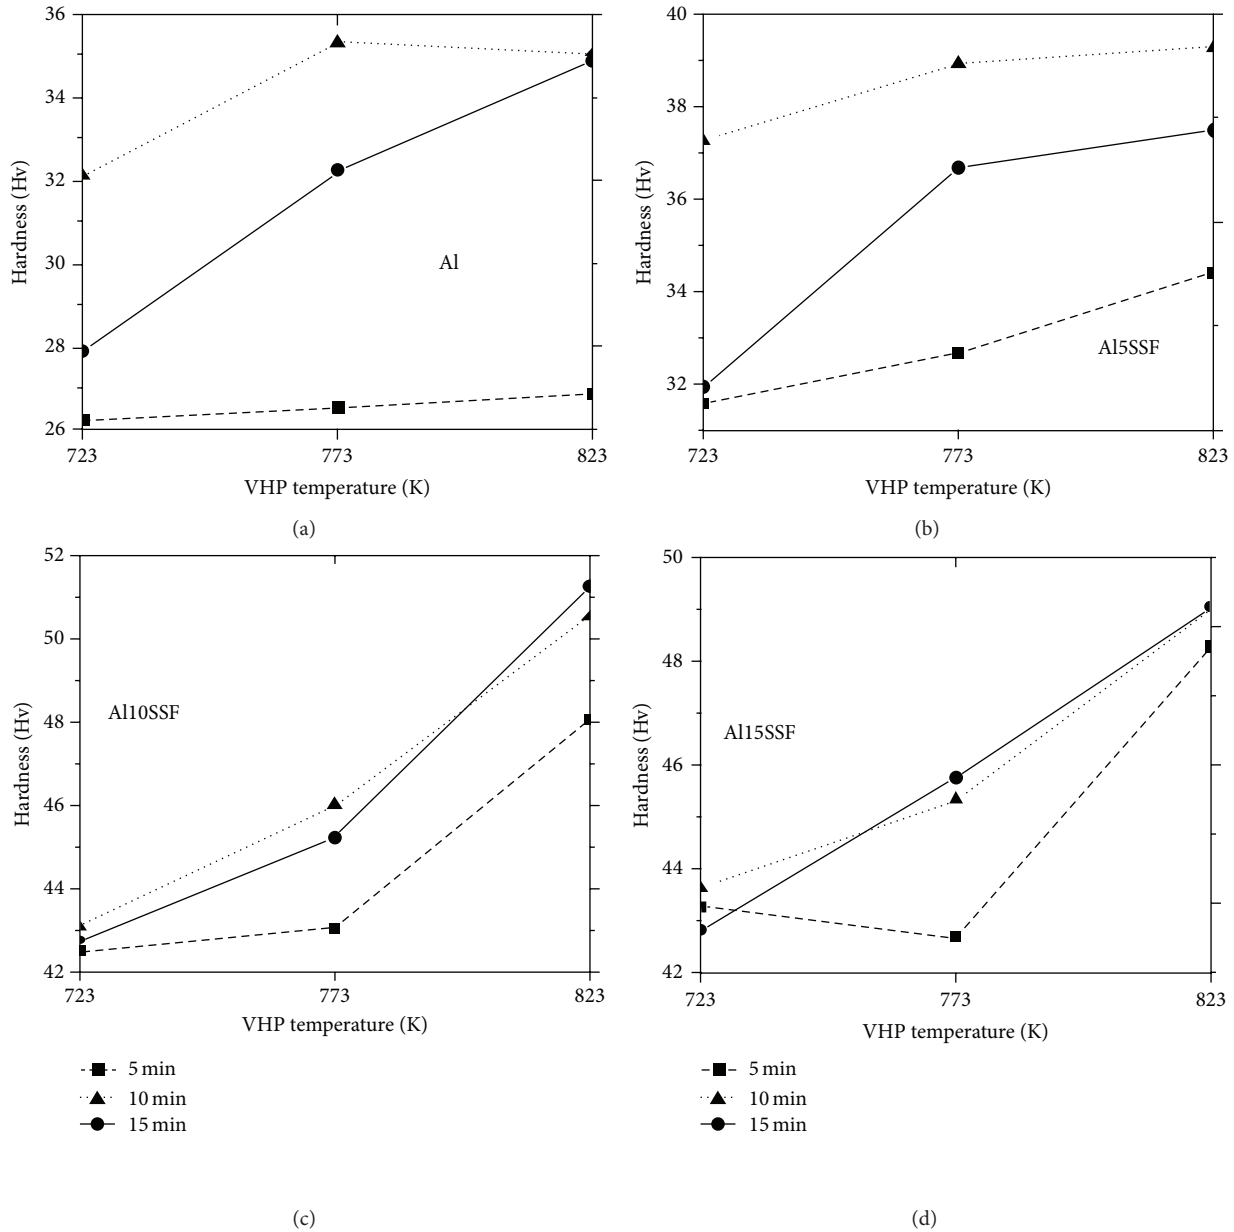 36
34
32
30
28
26
Hardness (Hv)
Al
723
773
823
VHP temperature (K)
(a)
40
38
36
34
32
Hardness (Hv)
Al5SSF
723
773
823
VHP temperature (K)
(b)
52
50
48
46
43
42
Hardness (Hv)
Al10SSF
723
773
823
VHP temperature (K)
5 min
10 min
15 min
(c)
50
48
46
43
42
Hardness (Hv)
Al15SSF
723
773
823
VHP temperature (K)
5 min
10 min
15 min
(d)